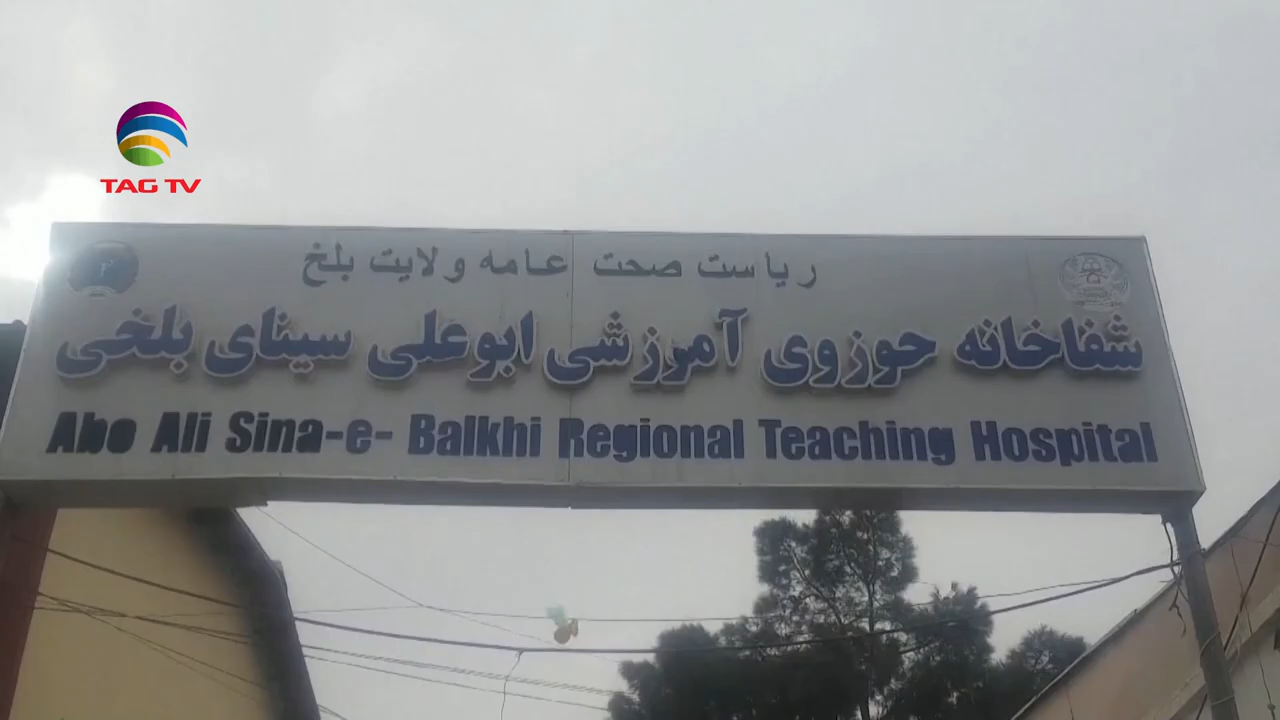 TAG TV
ریاست صحت عامه ولایت بلخ
شفاخانه حوزوی آمرزشی ابوعلی سینای بلخی
Abo Ali Sina-e- Balkhi Regional Teaching Hospital